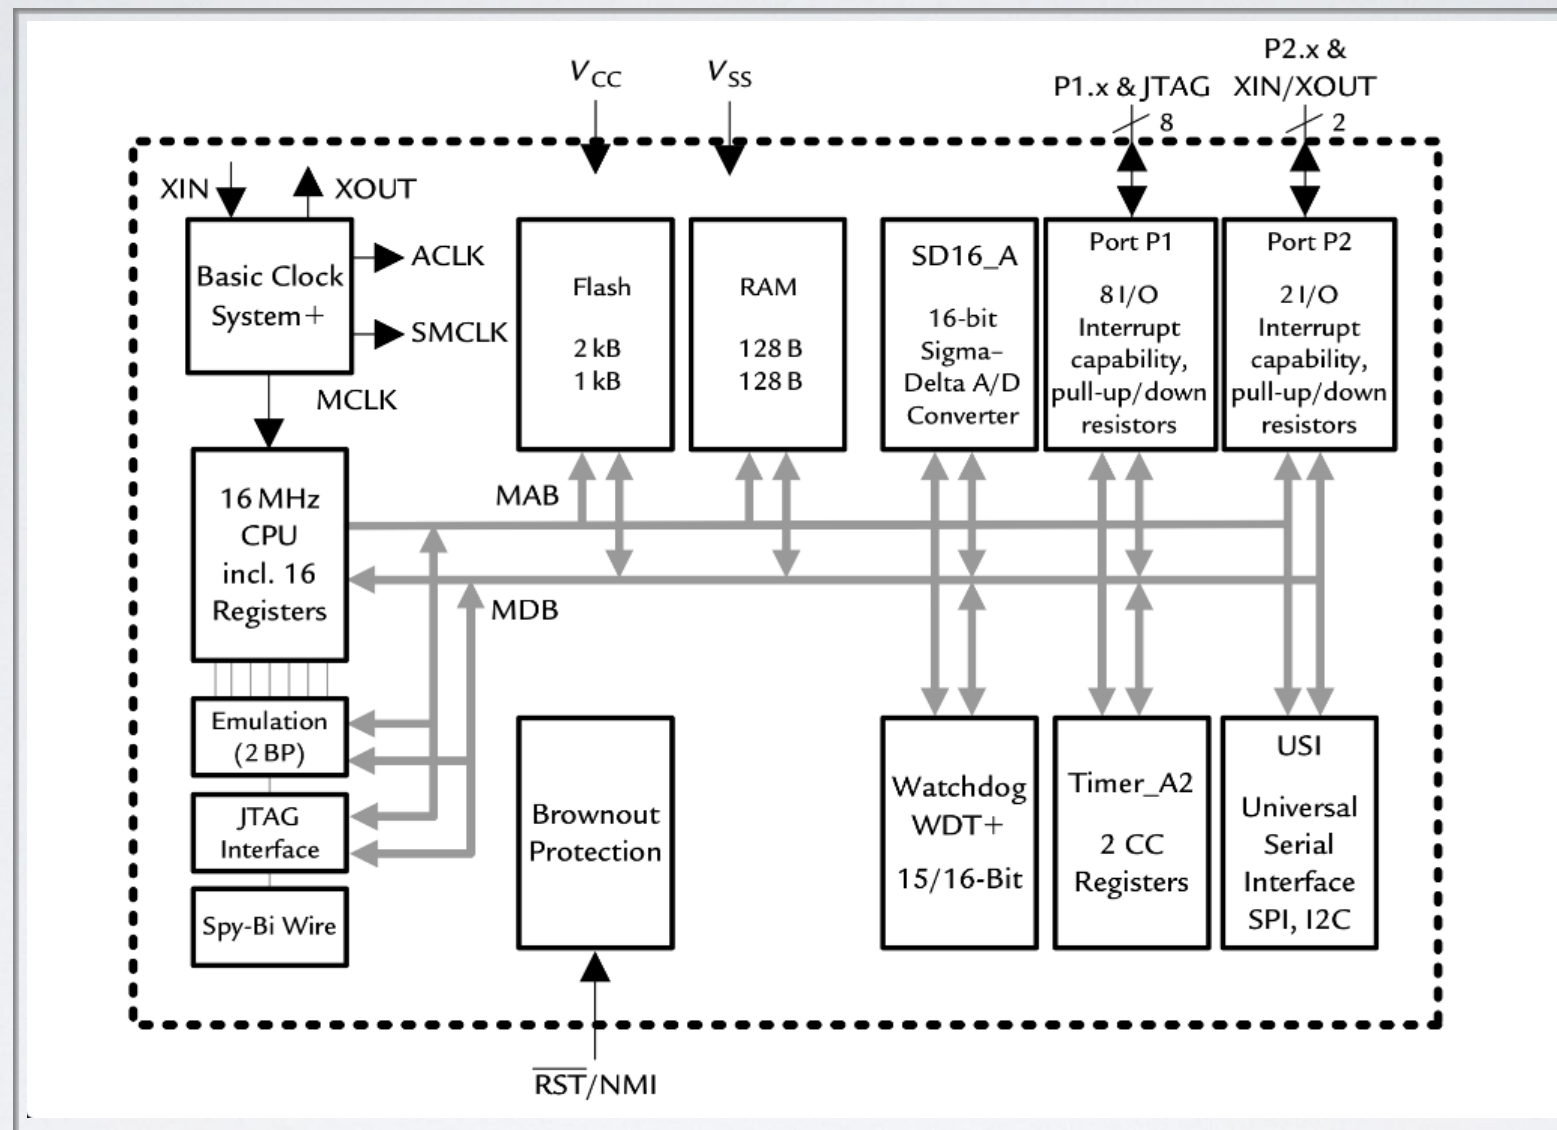 VCC
VSS
P1.x & JTAG
8
P2.x &
XIN/XOUT
2
XIN
XOUT
Basic Clock
System+
ACLK
SMCLK
MCLK
Flash
2 kB
1 kB
RAM
128 B
128 B
SD16_A
16-bit
Sigma–
Delta A/D
Converter
Port P1
8 I/O
Interrupt
capability,
pull-up/down
resistors
Port P2
2 I/O
Interrupt
capability,
pull-up/down
resistors
16 MHz
CPU
incl. 16
Registers
MAB
MDB
Emulation
(2 BP)
JTAG
Interface
Spy-Bi Wire
Brownout
Protection
Watchdog
WDT+
15/16-Bit
Timer_A2
2 CC
Registers
USI
Universal
Serial
Interface
SPI, I2C
R̅S̅T̅/NMI